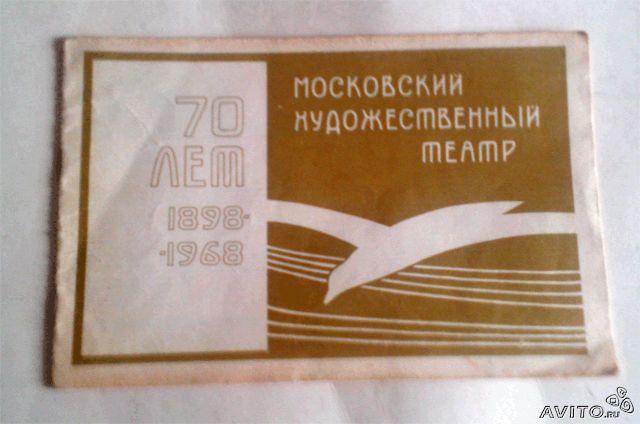 70
ЛЕТ
1898-
-1968
МОСКОВСКИЙ
ХУДОЖЕСТВЕННЫЙ
ТЕАТР
AVITO.RU